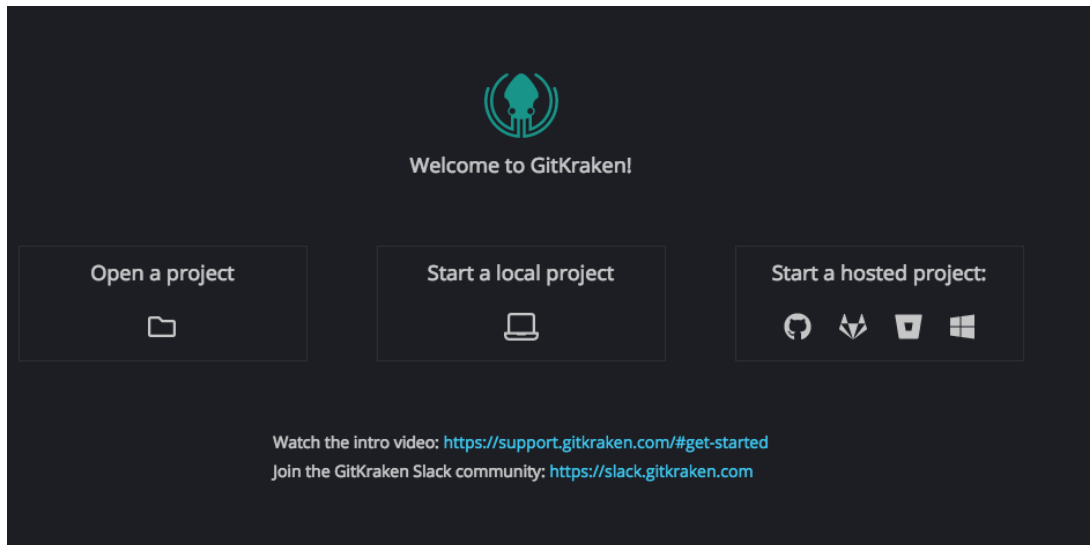 Welcome to GitKraken!
Open a project
Start a local project
Start a hosted project:
Watch the intro video: https://support.gitkraken.com/#get-started
Join the GitKraken Slack community: https://slack.gitkraken.com